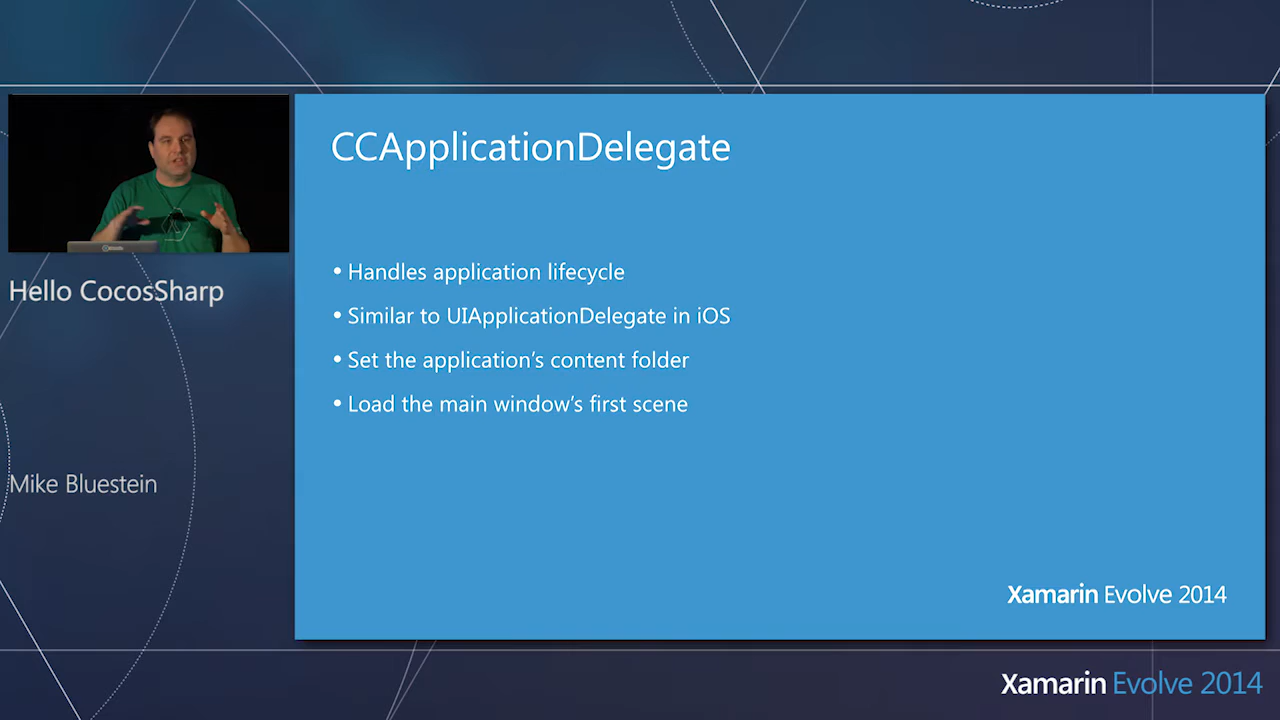 CCApplicationDelegate
• Handles application lifecycle
• Similar to UIApplicationDelegate in iOS
• Set the application's content folder
• Load the main window's first scene
Xamarin Evolve 2014
Hello CocosSharp
Mike Bluestein
Xamarin Evolve 2014